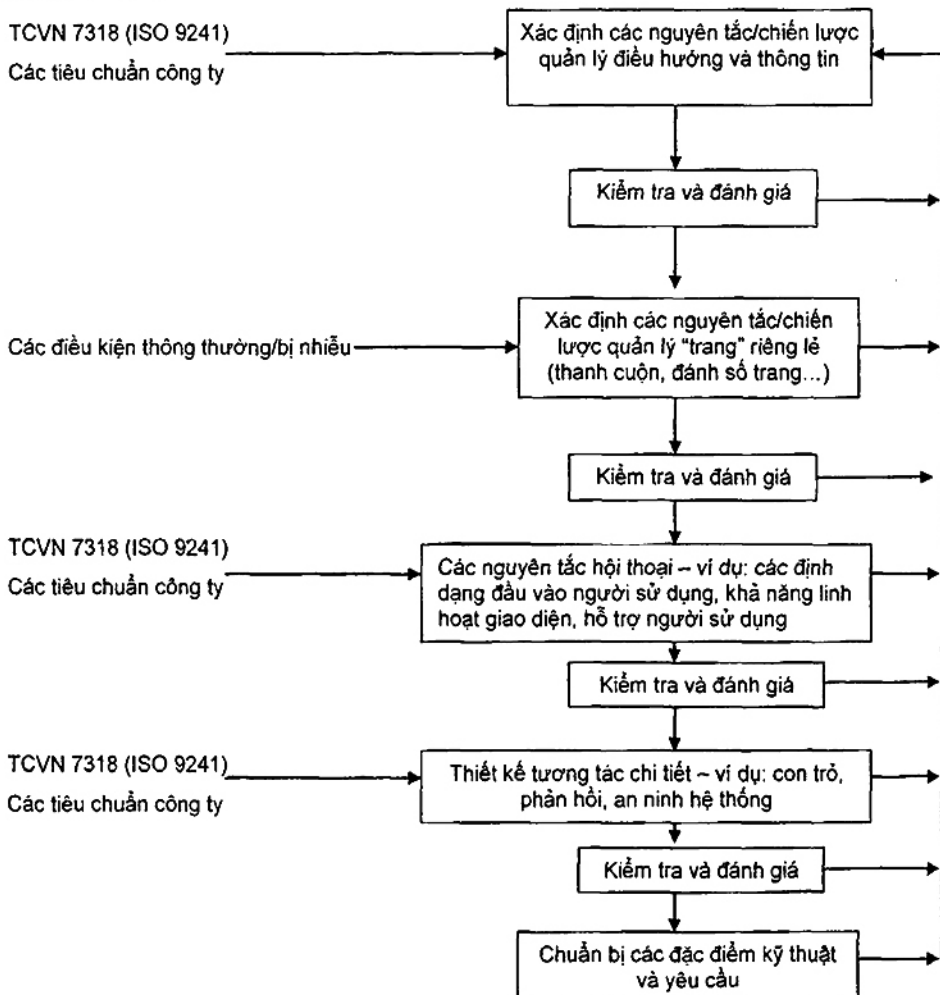 TCVN 7318 (ISO 9241)
Các tiêu chuẩn công ty
Xác định các nguyên tắc/chiến lược
quản lý điều hướng và thông tin
Kiểm tra và đánh giá
Các điều kiện thông thường/bị nhiễu
Xác định các nguyên tắc/chiến
lược quản lý “trang” riêng lẻ
(thanh cuộn, đánh số trang...)
Kiểm tra và đánh giá
TCVN 7318 (ISO 9241)
Các tiêu chuẩn công ty
Các nguyên tắc hội thoại – ví dụ: các định
dạng đầu vào người sử dụng, khả năng linh
hoạt giao diện, hỗ trợ người sử dụng
Kiểm tra và đánh giá
TCVN 7318 (ISO 9241)
Các tiêu chuẩn công ty
Thiết kế tương tác chi tiết – ví dụ: con trỏ,
phản hồi, an ninh hệ thống
Kiểm tra và đánh giá
Chuẩn bị các đặc điểm kỹ thuật
và yêu cầu